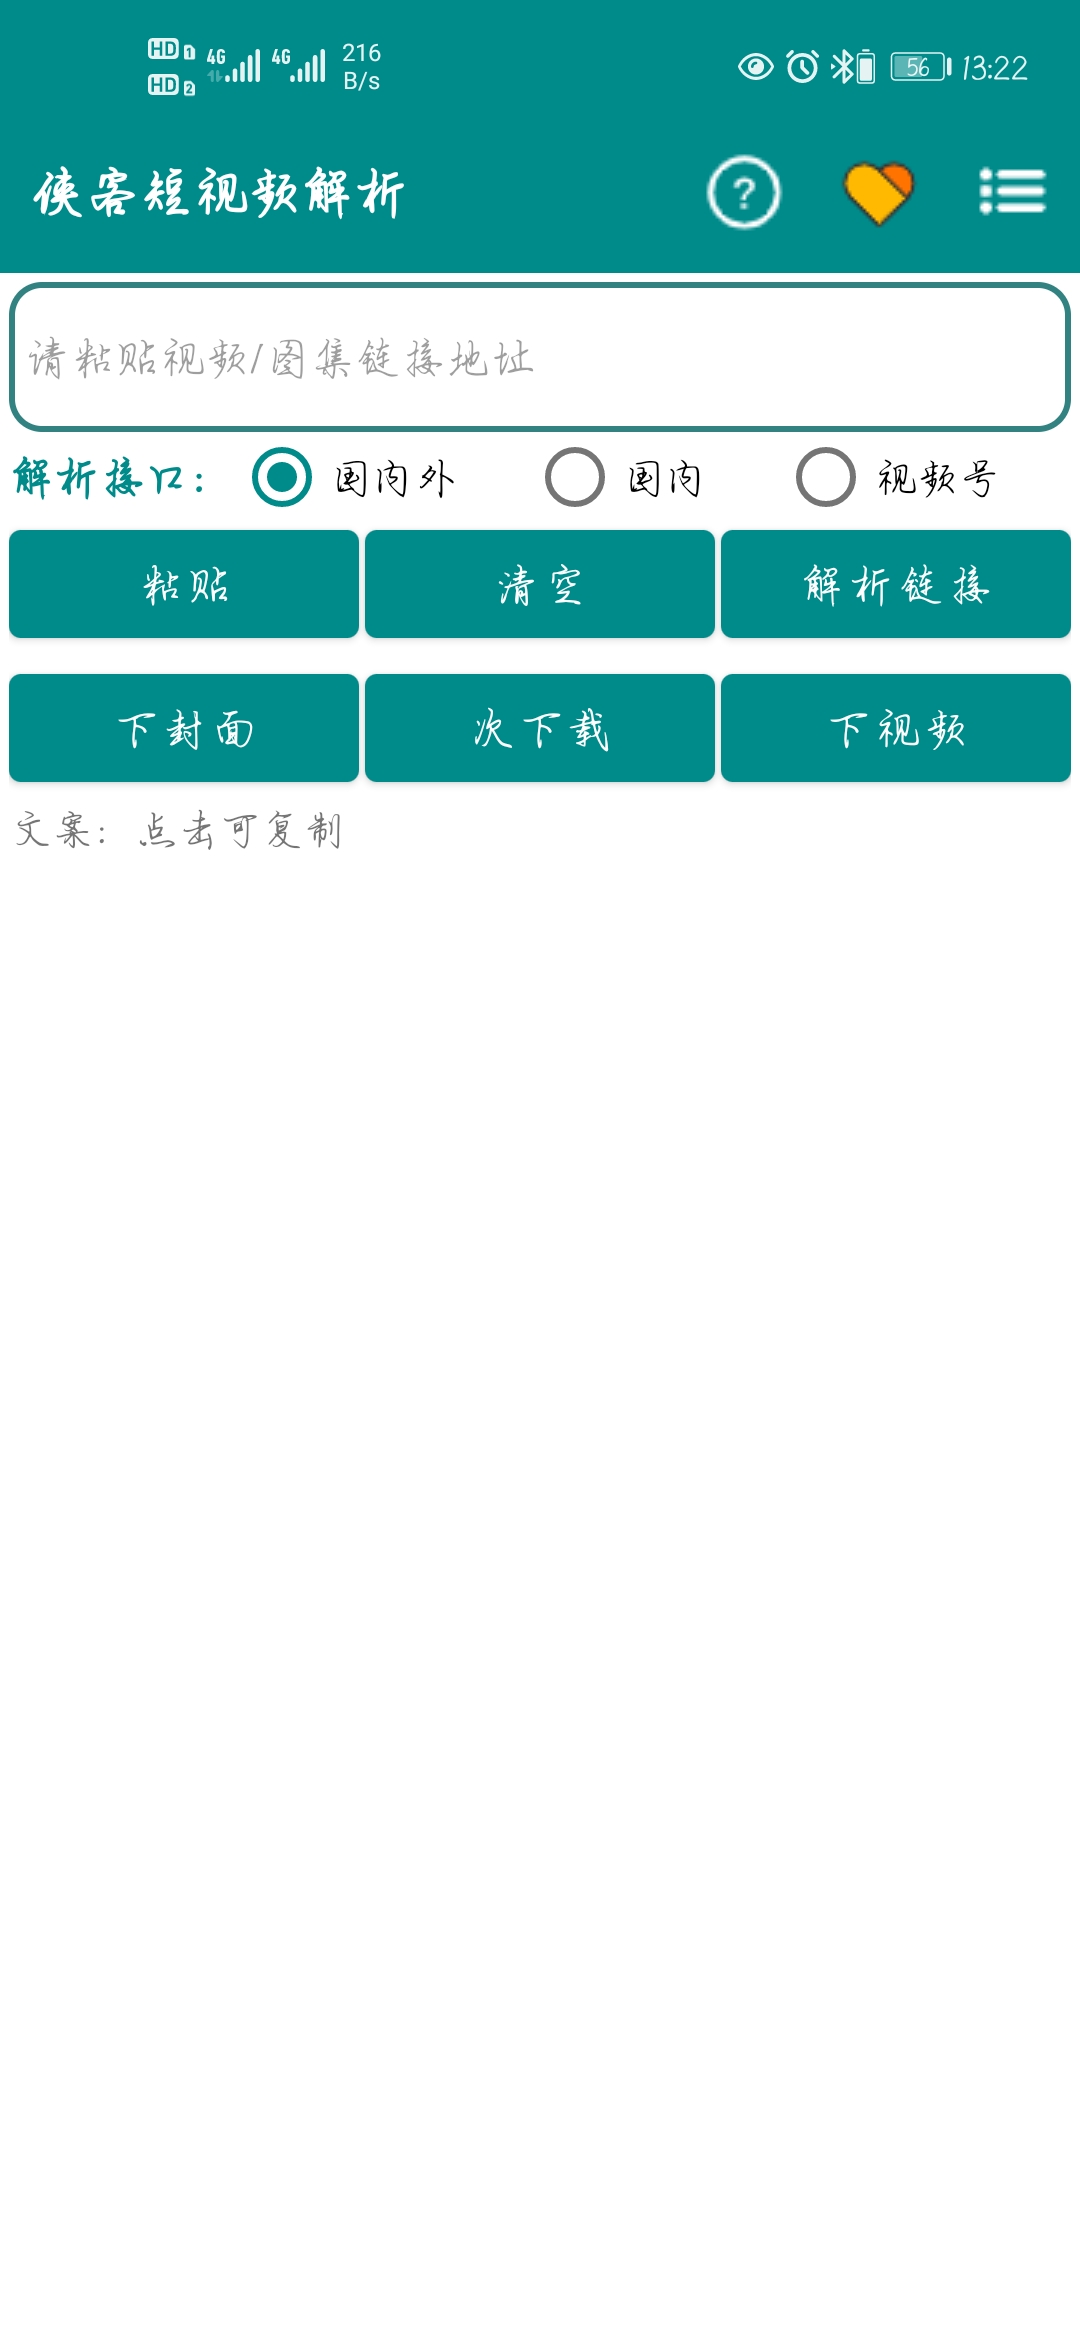 HD 1 4G 4G 216
HD 2 B/s
56 13:22
侠客短视频解析
?
请粘贴视频/图集链接地址
解析接口: 国内外 国内 视频号
粘贴 清空 解析链接
下封面 次下载 下视频
文案: 点击可复制